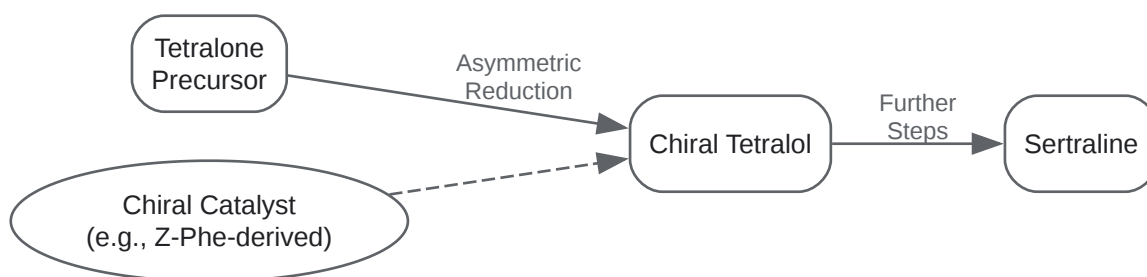 Tetralone
Precursor
Asymmetric
Reduction
Chiral Tetralol
Further
Steps
Sertraline
Chiral Catalyst
(e.g., Z-Phe-derived)